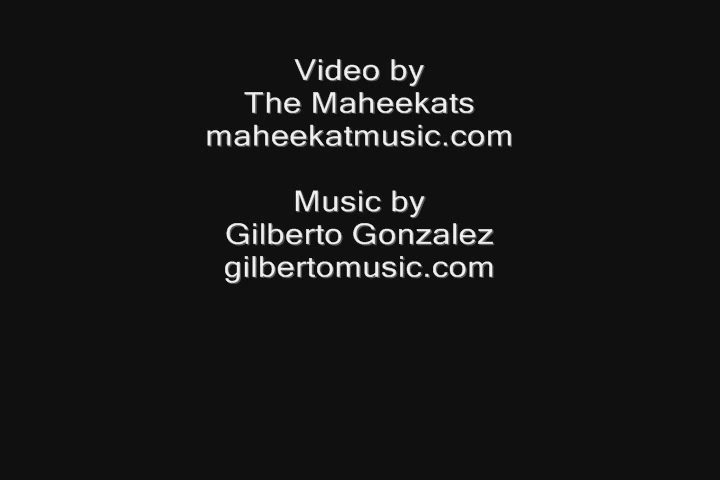 Video by
The Maheekats
maheekatmusic.com
Music by
Gilberto Gonzalez
gilbertomusic.com